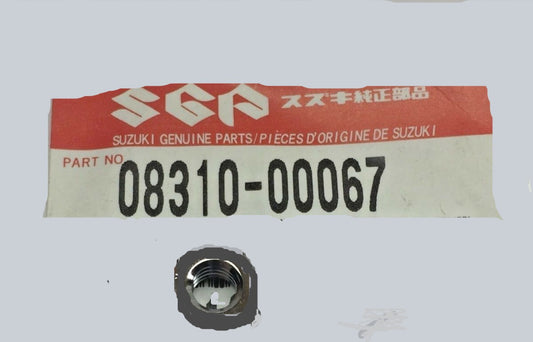 SGP スズキ純正部品
SUZUKI GENUINE PARTS/PIÈCES D'ORIGINE DE SUZUKI
PART NO.
08310-00067